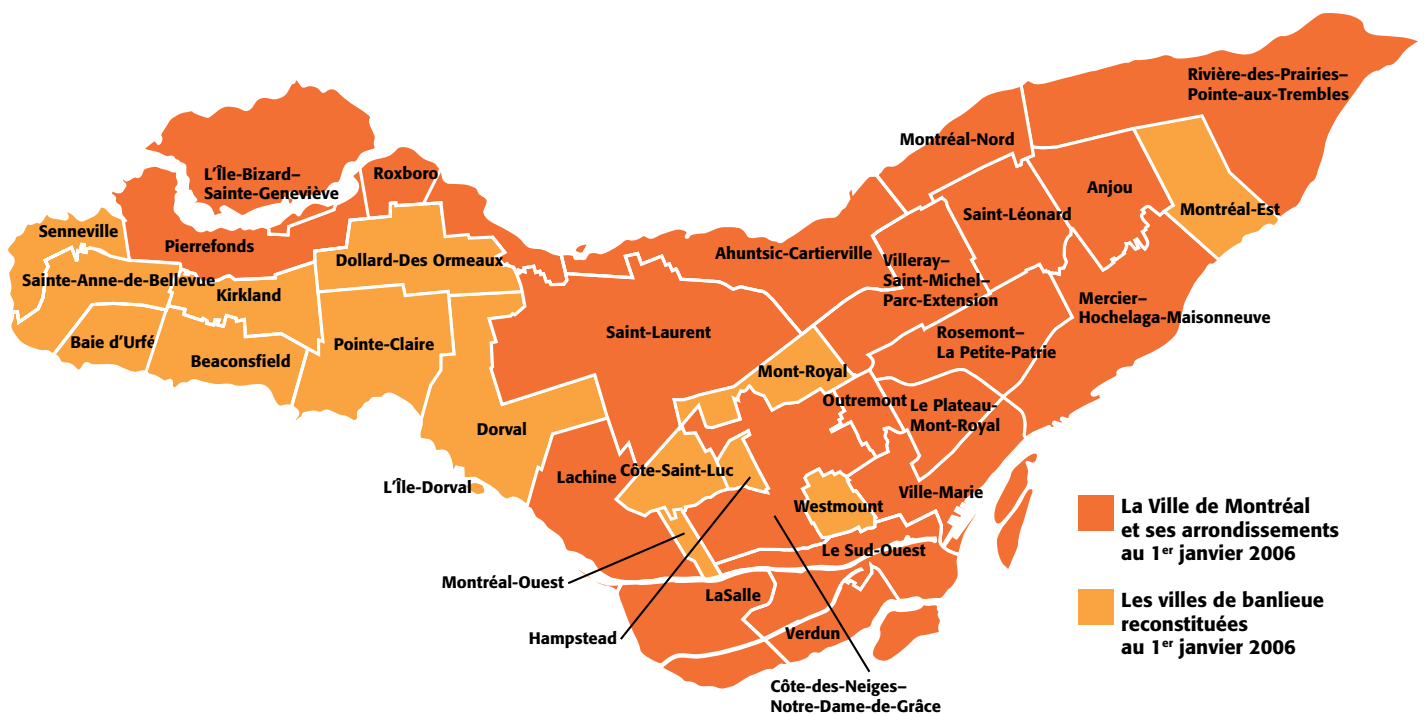 Rivière-des-Prairies–
Pointe-aux-Trembles
Montréal-Nord
L'Île-Bizard–
Sainte-Geneviève
Roxboro
Anjou
Saint-Léonard
Montréal-Est
Senneville
Pierrefonds
Dollard-Des Ormeaux
Ahuntsic-Cartierville
Villeray–
Saint-Michel–
Parc-Extension
Sainte-Anne-de-Bellevue
Kirkland
Mercier–
Hochelaga-Maisonneuve
Baie d'Urfé
Beaconsfield
Pointe-Claire
Saint-Laurent
Rosemont–
La Petite-Patrie
Mont-Royal
Outremont
Le Plateau-
Mont-Royal
Dorval
Lachine
Côte-Saint-Luc
L'Île-Dorval
Westmount
Ville-Marie
Le Sud-Ouest
Montréal-Ouest
LaSalle
Hampstead
Verdun
Côte-des-Neiges–
Notre-Dame-de-Grâce
La Ville de Montréal
et ses arrondissements
au 1er janvier 2006
Les villes de banlieue
reconstituées
au 1er janvier 2006